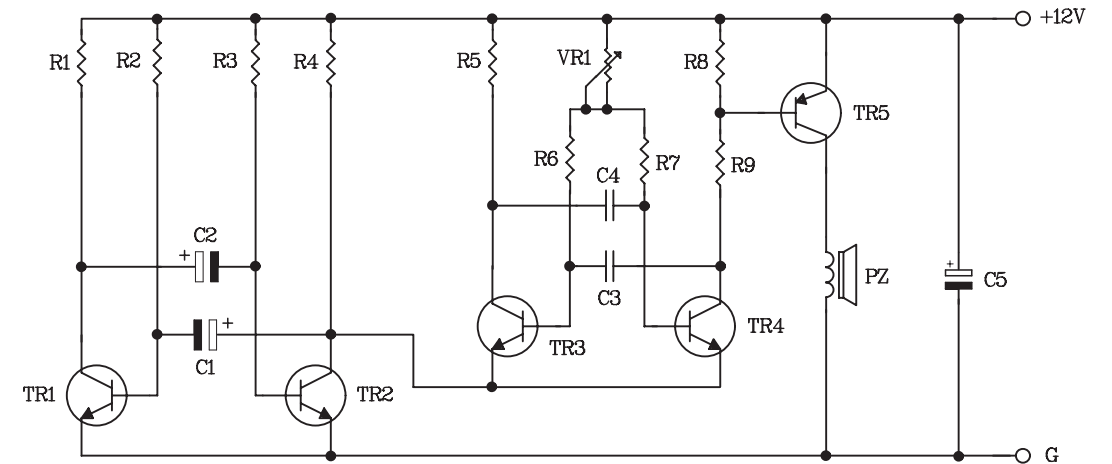 +12V
R1 R2 R3 R4 R5 VR1 R8
TR5
R6 R7 R9
C4
C2
+
PZ
+
C5
C3
+
TR3 TR4
C1
TR1 TR2
G